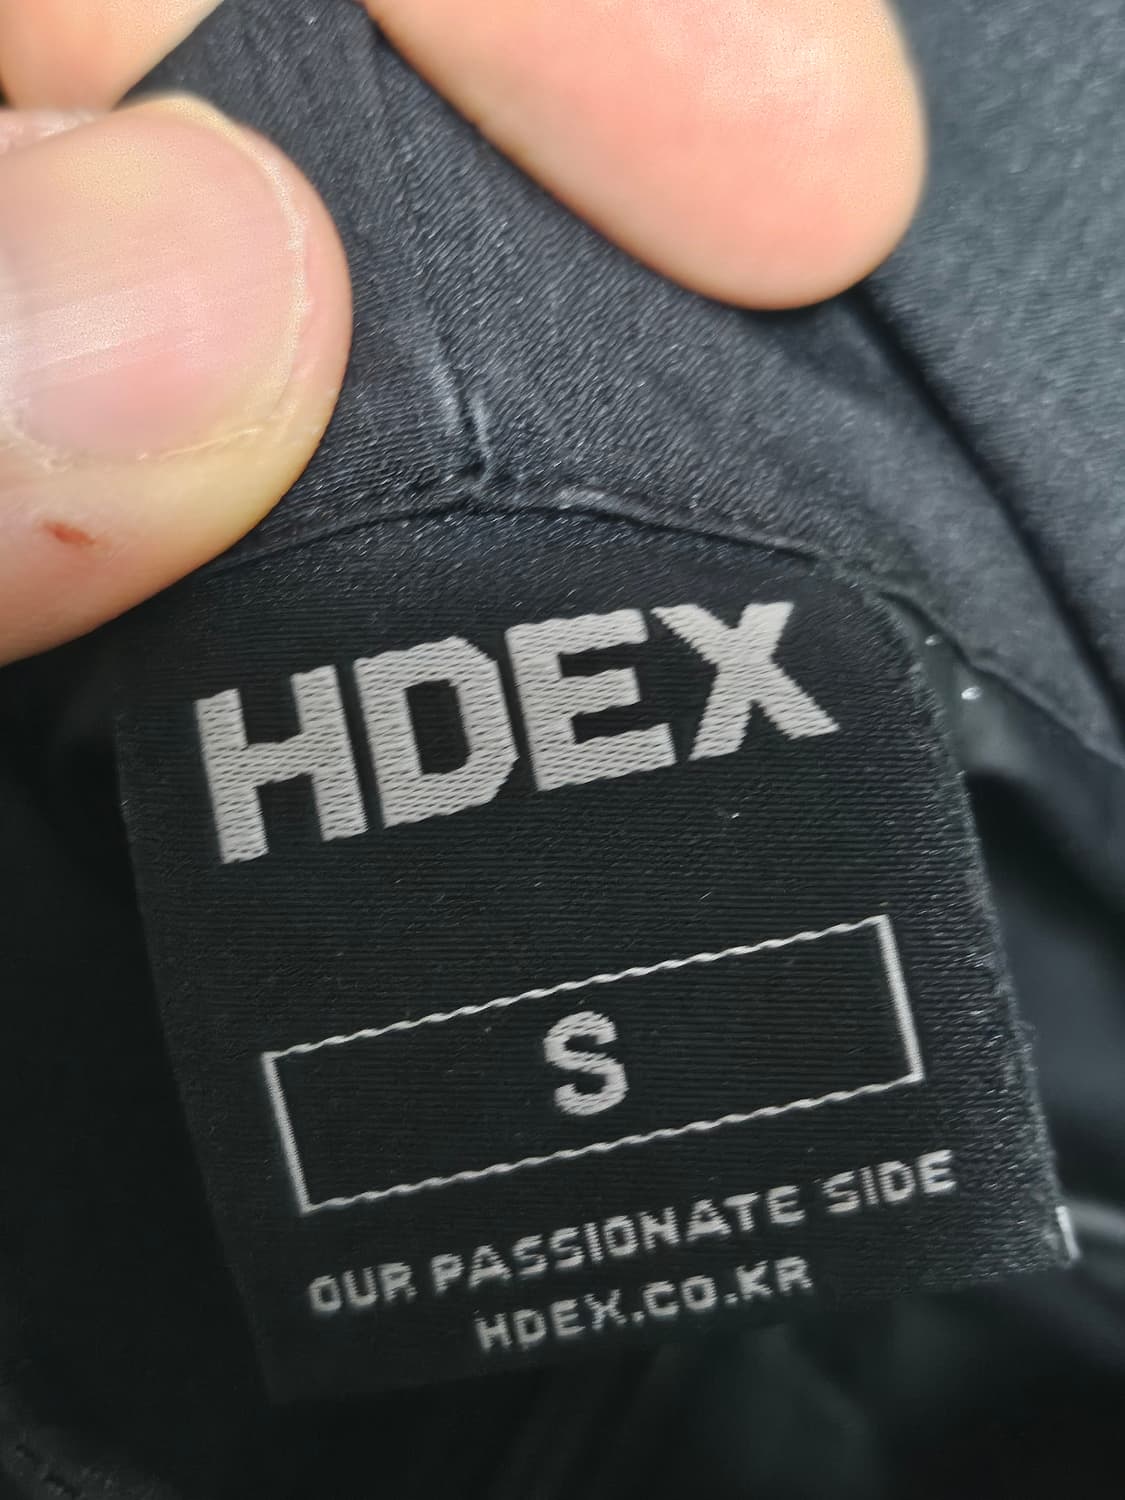 HDEX
S
OUR PASSIONATE SIDE
HDEX.CO.KR